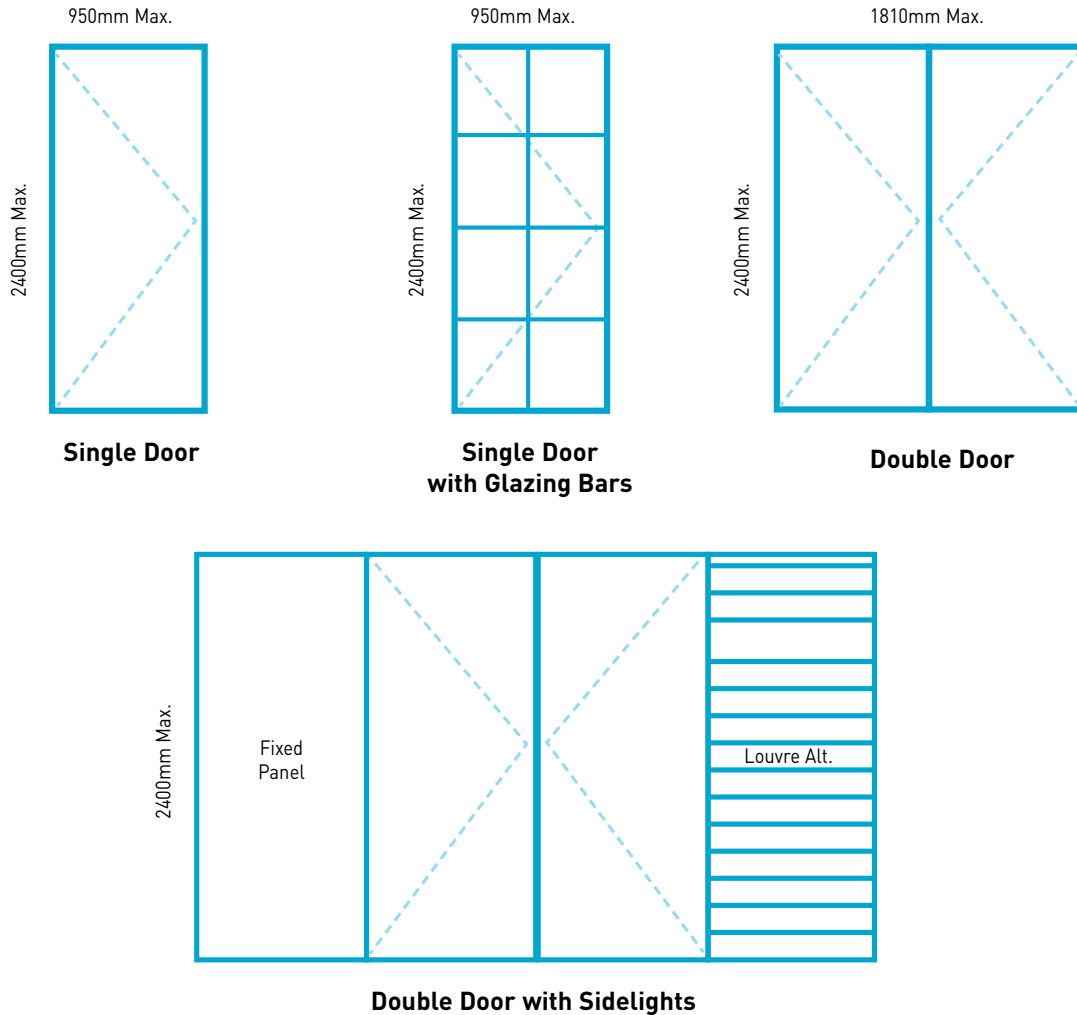 950mm Max.
950mm Max.
1810mm Max.
2400mm Max.
2400mm Max.
2400mm Max.
Single Door
Single Door
with Glazing Bars
Double Door
2400mm Max.
Fixed
Panel
Louvre Alt.
Double Door with Sidelights